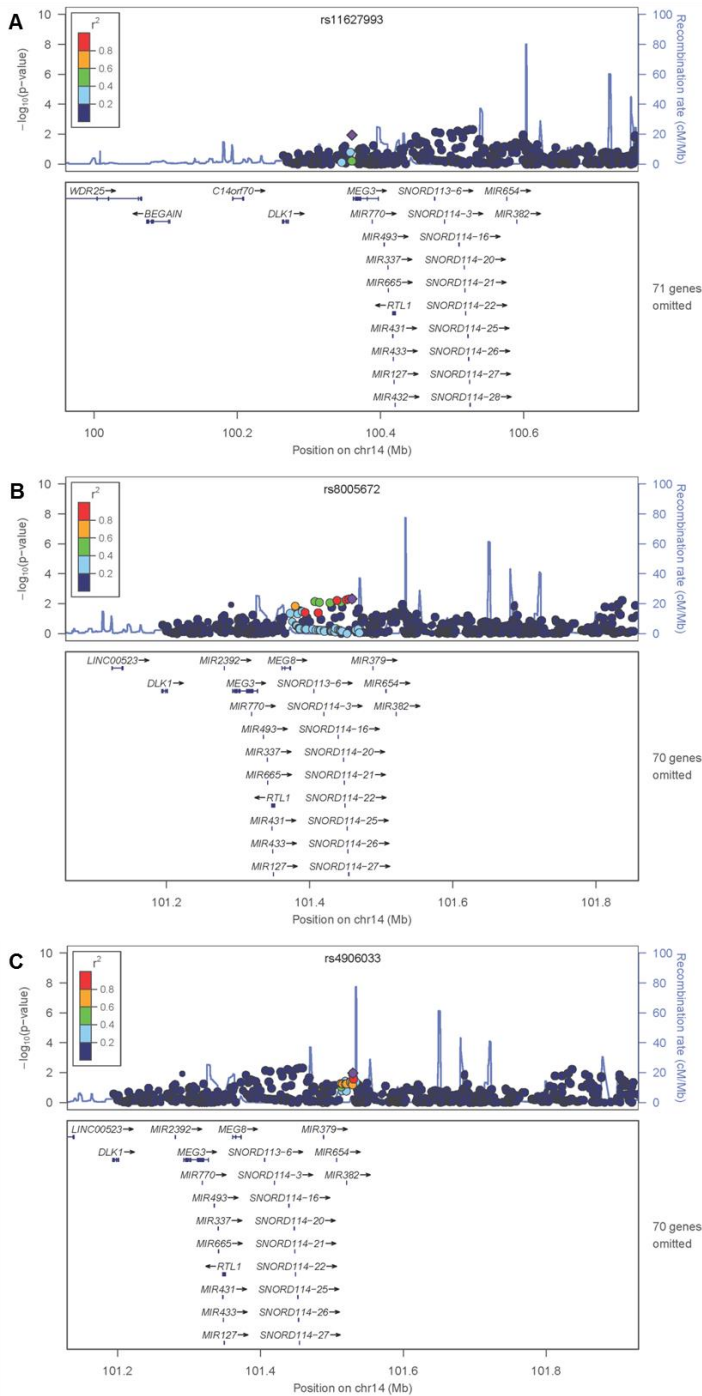 A
rs11627993
r2
0.8
0.6
0.4
0.2
10
8
6
4
2
0
−log10(p−value)
100
80
60
40
20
0
Recombination rate (cM/Mb)
WDR25→ C14orf70→ MEG3→ SNORD113−6→ MIR654→
←BEGAIN DLK1→ MIR770→ SNORD114−3→ MIR382→
MIR493→ SNORD114−16→
MIR337→ SNORD114−20→
MIR665→ SNORD114−21→
←RTL1 SNORD114−22→
MIR431→ SNORD114−25→
MIR433→ SNORD114−26→
MIR127→ SNORD114−27→
MIR432→ SNORD114−28→
71 genes
omitted
100 100.2 100.4 100.6
Position on chr14 (Mb)
B
rs8005672
r2
0.8
0.6
0.4
0.2
10
8
6
4
2
0
−log10(p−value)
100
80
60
40
20
0
Recombination rate (cM/Mb)
LINC00523→ MIR2392→ MEG8→ MIR379→
DLK1→ MEG3→ SNORD113−6→ MIR654→
MIR770→ SNORD114−3→ MIR382→
MIR493→ SNORD114−16→
MIR337→ SNORD114−20→
MIR665→ SNORD114−21→
←RTL1 SNORD114−22→
MIR431→ SNORD114−25→
MIR433→ SNORD114−26→
MIR127→ SNORD114−27→
70 genes
omitted
101.2 101.4 101.6 101.8
Position on chr14 (Mb)
C
rs4906033
r2
0.8
0.6
0.4
0.2
10
8
6
4
2
0
−log10(p−value)
100
80
60
40
20
0
Recombination rate (cM/Mb)
LINC00523→ MIR2392→ MEG8→ MIR379→
DLK1→ MEG3→ SNORD113−6→ MIR654→
MIR770→ SNORD114−3→ MIR382→
MIR493→ SNORD114−16→
MIR337→ SNORD114−20→
MIR665→ SNORD114−21→
←RTL1 SNORD114−22→
MIR431→ SNORD114−25→
MIR433→ SNORD114−26→
MIR127→ SNORD114−27→
70 genes
omitted
101.2 101.4 101.6 101.8
Position on chr14 (Mb)